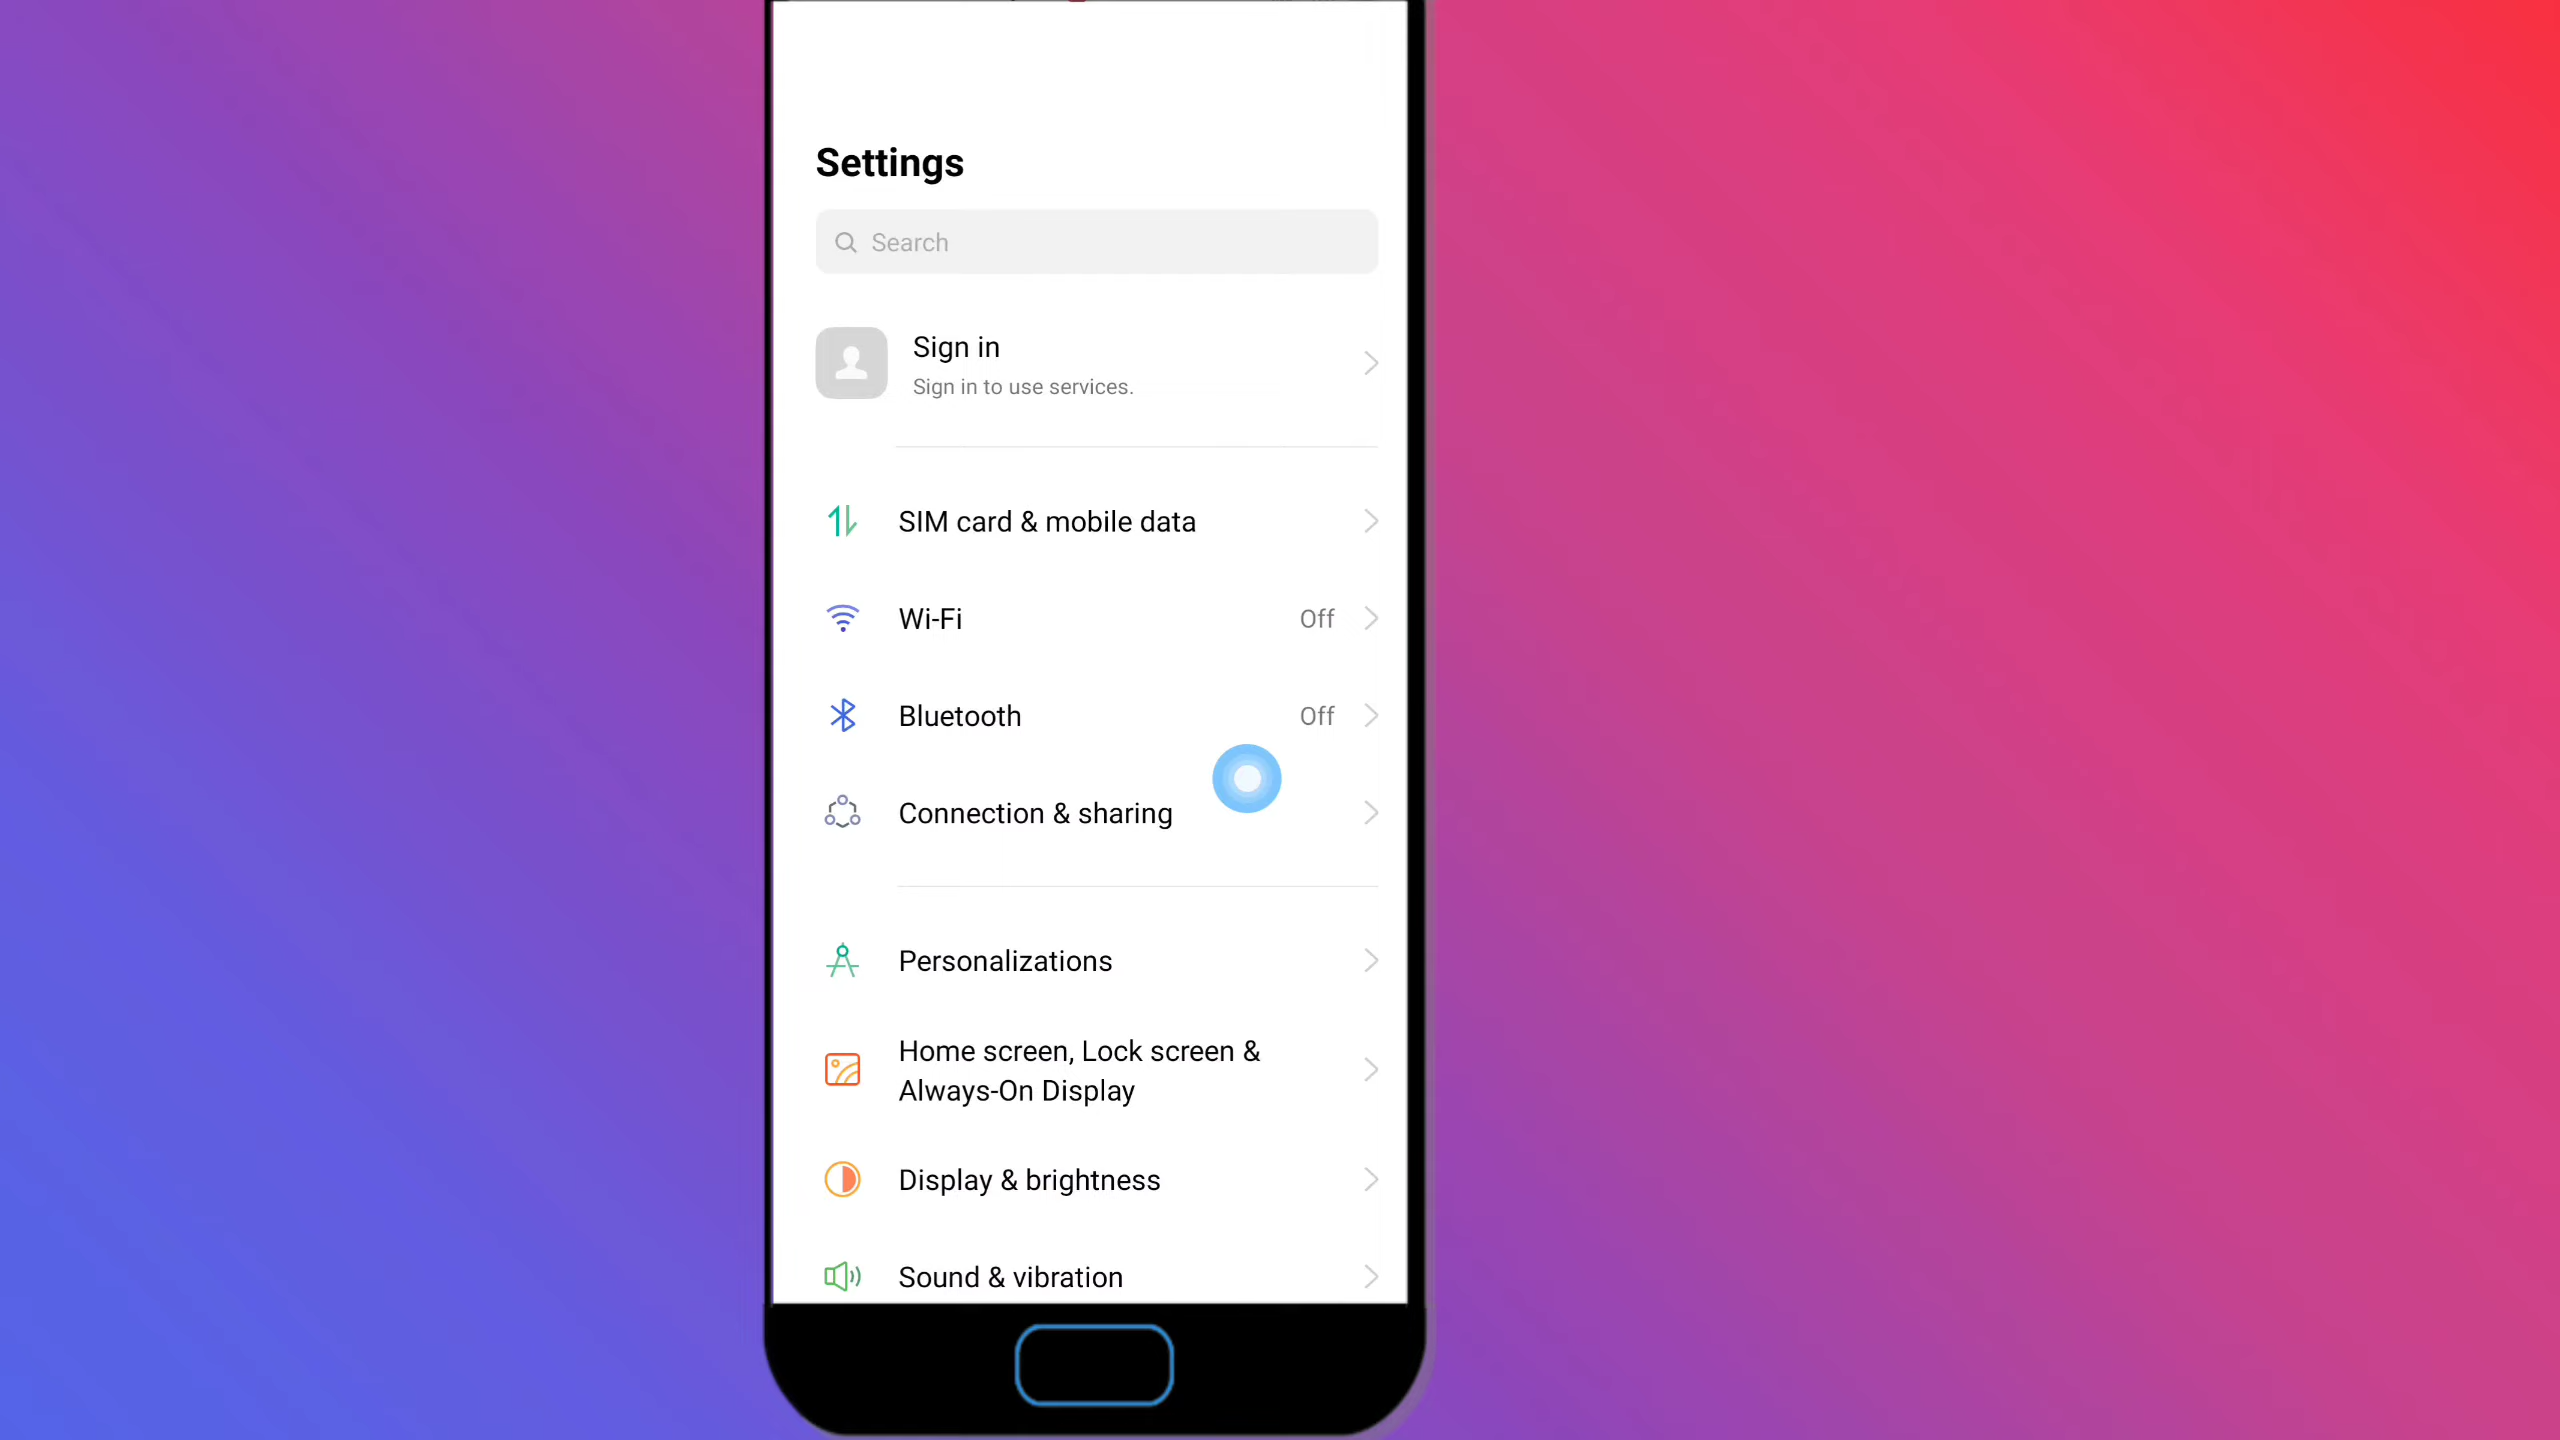 Settings
Search
Sign in
Sign in to use services.
SIM card & mobile data
Wi-Fi Off
Bluetooth Off
Connection & sharing
Personalizations
Home screen, Lock screen &
Always-On Display
Display & brightness
Sound & vibration